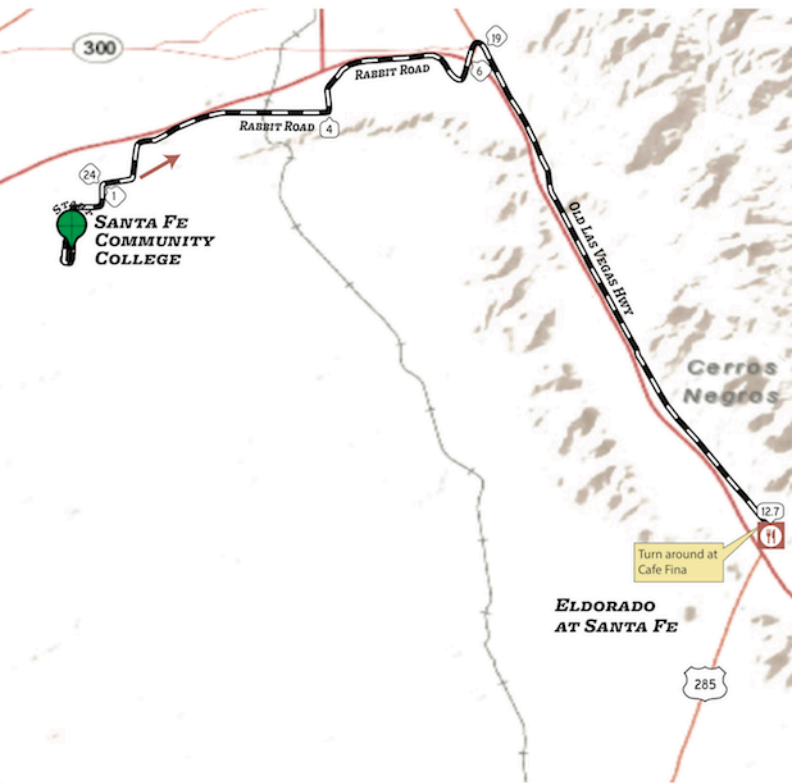 300
19
6
RABBIT ROAD
RABBIT ROAD
4
24
1
START
SANTA FE
COMMUNITY
COLLEGE
OLD LAS VEGAS HWY
Cerros
Negros
12.7
Turn around at
Cafe Fina
ELDORADO
AT SANTA FE
285